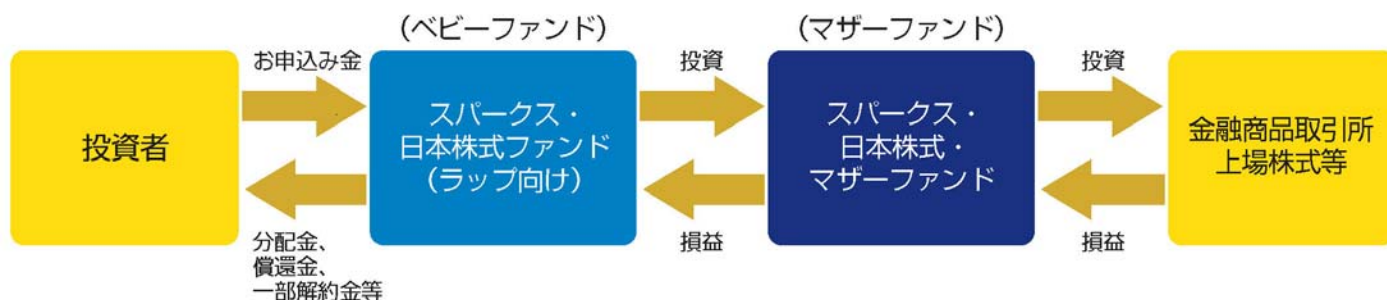 (ベビーファンド)
(マザーファンド)
投資者
お申込み金
分配金、
償還金、
一部解約金等
スパークス・
日本株式ファンド
(ラップ向け)
投資
損益
スパークス・
日本株式・
マザーファンド
投資
損益
金融商品取引所
上場株式等